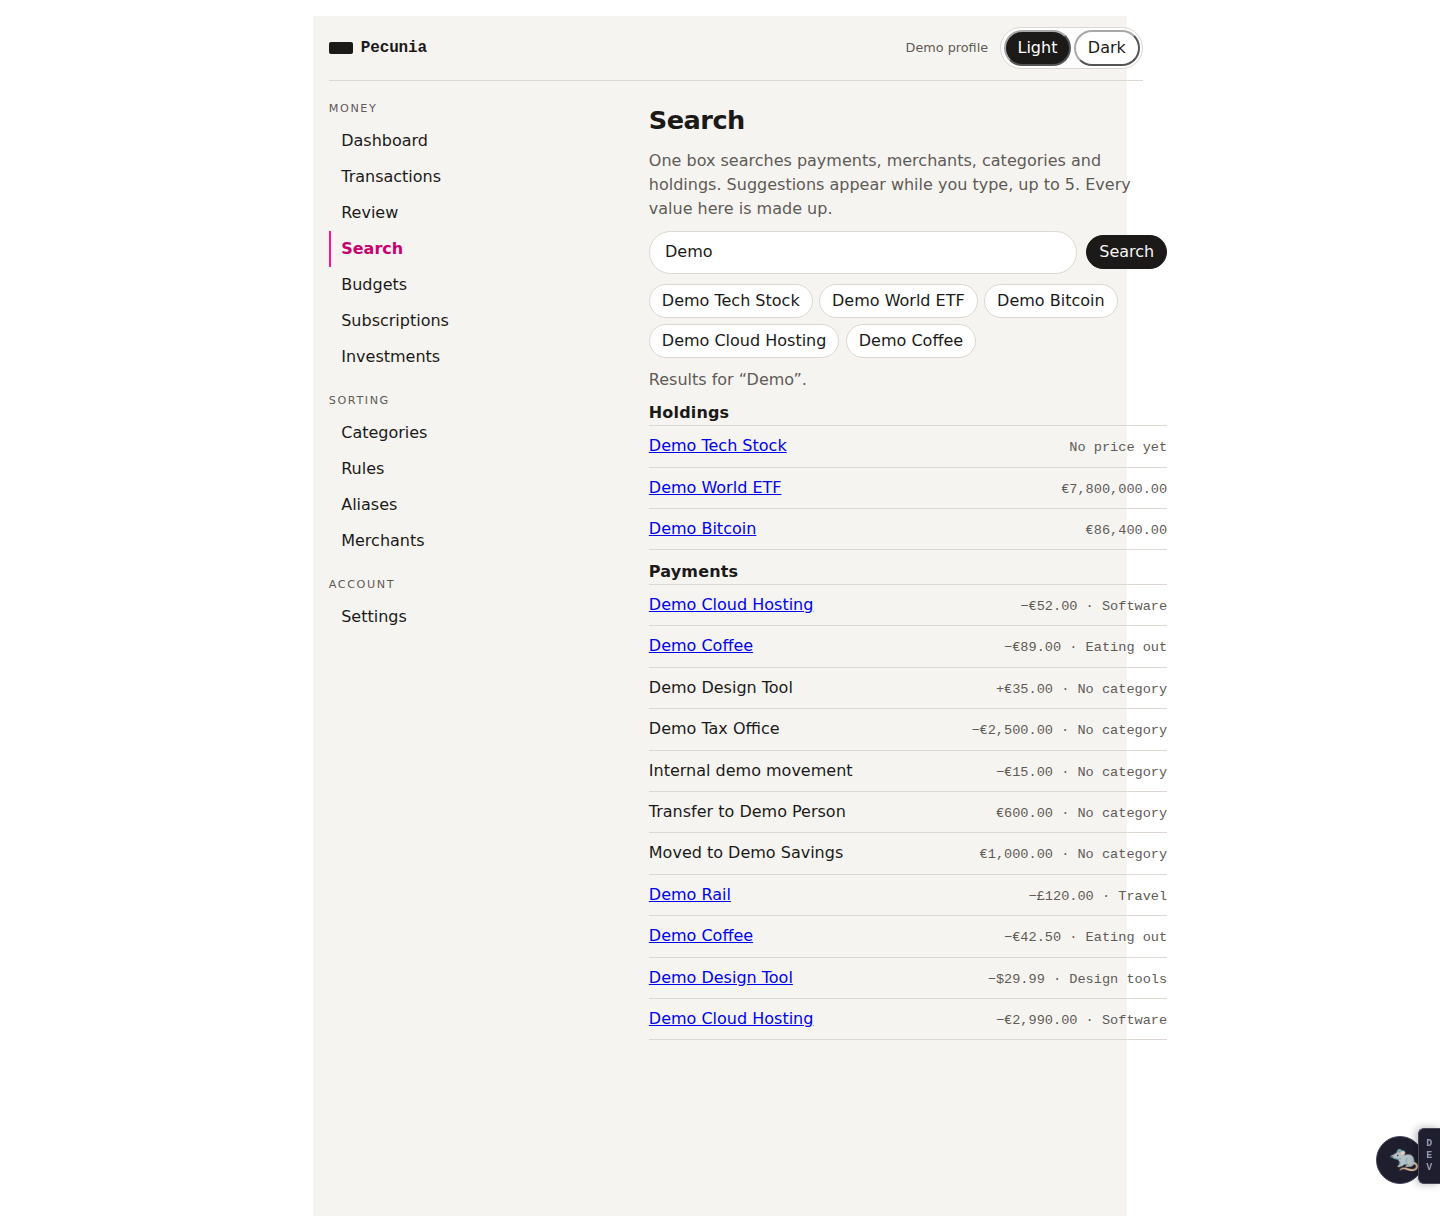 Pecunia
Demo profile
Light
Dark
MONEY
Dashboard
Transactions
Review
Search
Budgets
Subscriptions
Investments
SORTING
Categories
Rules
Aliases
Merchants
ACCOUNT
Settings
Search
One box searches payments, merchants, categories and
holdings. Suggestions appear while you type, up to 5. Every
value here is made up.
Demo
Search
Demo Tech Stock
Demo World ETF
Demo Bitcoin
Demo Cloud Hosting
Demo Coffee
Results for “Demo”.
Holdings
Demo Tech Stock No price yet
Demo World ETF €7,800,000.00
Demo Bitcoin €86,400.00
Payments
Demo Cloud Hosting −€52.00 · Software
Demo Coffee −€89.00 · Eating out
Demo Design Tool +€35.00 · No category
Demo Tax Office −€2,500.00 · No category
Internal demo movement −€15.00 · No category
Transfer to Demo Person €600.00 · No category
Moved to Demo Savings €1,000.00 · No category
Demo Rail −£120.00 · Travel
Demo Coffee −€42.50 · Eating out
Demo Design Tool −$29.99 · Design tools
Demo Cloud Hosting −€2,990.00 · Software
DEV